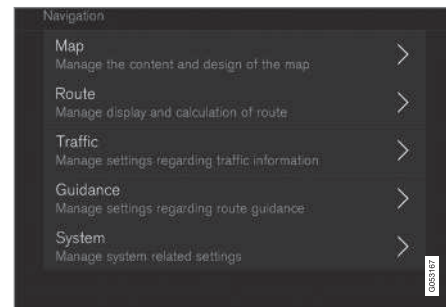 Navigation
Map
Manage the content and design of the map
Route
Manage display and calculation of route
Traffic
Manage settings regarding traffic information
Guidance
Manage settings regarding route guidance
System
Manage system related settings
G053167